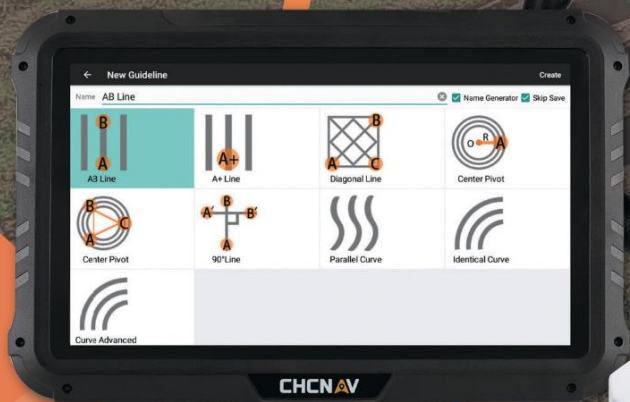 ← New Guideline Create
Name AB Line Name Generator Skip Save
B
A
AB Line
A+
A+ Line
B
A C
Diagonal Line
O R A
Center Pivot
B
C
A
Center Pivot
B
A´ B´
A
90°Line
Parallel Curve
Identical Curve
Curve Advanced
CHCNAV